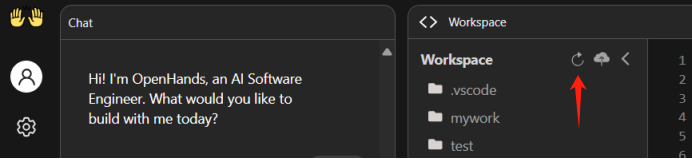 Chat
Hi! I'm OpenHands, an AI Software
Engineer. What would you like to
build with me today?
Workspace
Workspace
.vscode
mywork
test
1
2
3
4
5
6